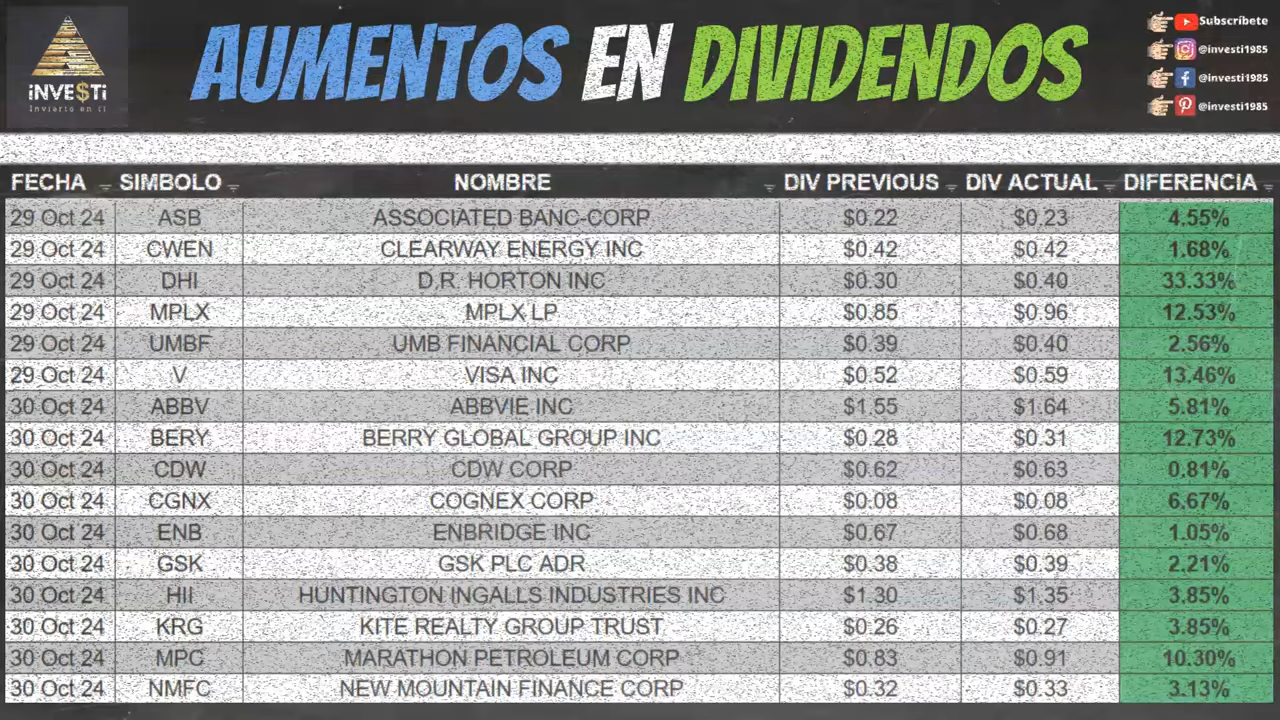 iNVE$Ti
Invierto en ti
AUMENTOS EN DIVIDENDOS
Subscríbete
@investi1985
@investi1985
@investi1985
FECHA SIMBOLO NOMBRE DIV PREVIOUS DIV ACTUAL DIFERENCIA
29 Oct 24 ASB ASSOCIATED BANC-CORP $0.22 $0.23 4.55%
29 Oct 24 CWEN CLEARWAY ENERGY INC $0.42 $0.42 1.68%
29 Oct 24 DHI D.R. HORTON INC $0.30 $0.40 33.33%
29 Oct 24 MPLX MPLX LP $0.85 $0.96 12.53%
29 Oct 24 UMBF UMB FINANCIAL CORP $0.39 $0.40 2.56%
29 Oct 24 V VISA INC $0.52 $0.59 13.46%
30 Oct 24 ABBV ABBVIE INC $1.55 $1.64 5.81%
30 Oct 24 BERY BERRY GLOBAL GROUP INC $0.28 $0.31 12.73%
30 Oct 24 CDW CDW CORP $0.62 $0.63 0.81%
30 Oct 24 CGNX COGNEX CORP $0.08 $0.08 6.67%
30 Oct 24 ENB ENBRIDGE INC $0.67 $0.68 1.05%
30 Oct 24 GSK GSK PLC ADR $0.38 $0.39 2.21%
30 Oct 24 HII HUNTINGTON INGALLS INDUSTRIES INC $1.30 $1.35 3.85%
30 Oct 24 KRG KITE REALTY GROUP TRUST $0.26 $0.27 3.85%
30 Oct 24 MPC MARATHON PETROLEUM CORP $0.83 $0.91 10.30%
30 Oct 24 NMFC NEW MOUNTAIN FINANCE CORP $0.32 $0.33 3.13%